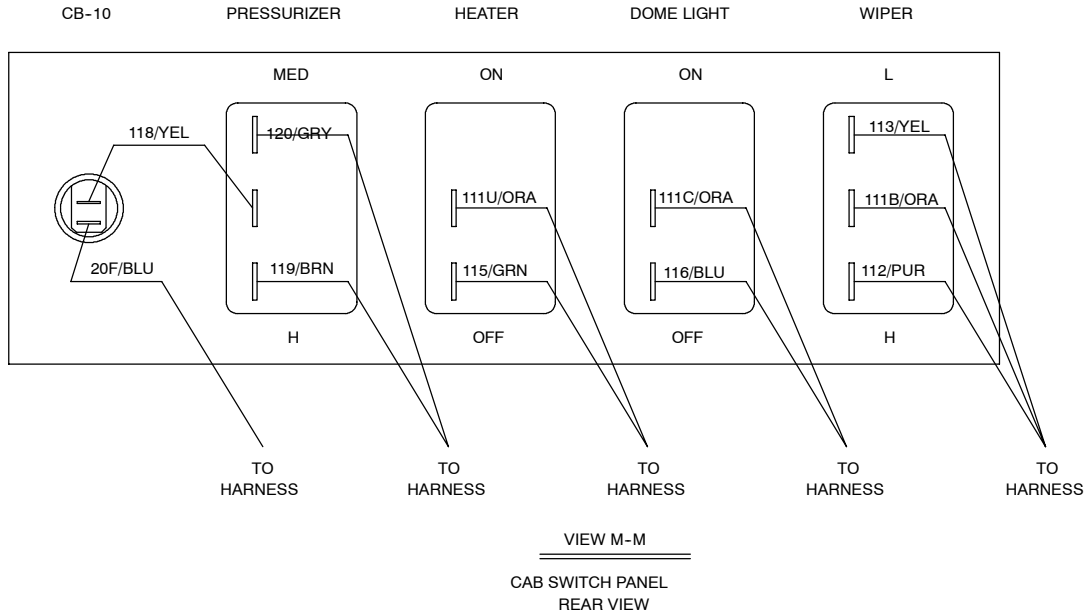 CB-10 PRESSURIZER HEATER DOME LIGHT WIPER
MED ON ON L
118/YEL 120/GRY 113/YEL
111U/ORA 111C/ORA 111B/ORA
20F/BLU 119/BRN 115/GRN 116/BLU 112/PUR
H OFF OFF H
TO TO TO TO TO
HARNESS HARNESS HARNESS HARNESS HARNESS
VIEW M-M
CAB SWITCH PANEL
REAR VIEW